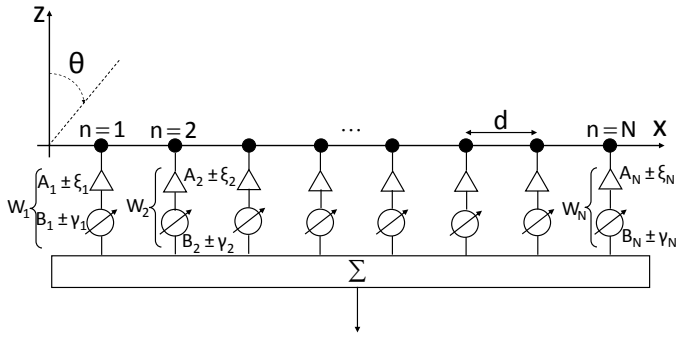 z
θ
n=1 n=2 ... d n=N x
W₁ A₁ ± ξ₁ W₂ A₂ ± ξ₂ W_N A_N ± ξ_N
B₁ ± γ₁ B₂ ± γ₂ B_N ± γ_N
Σ